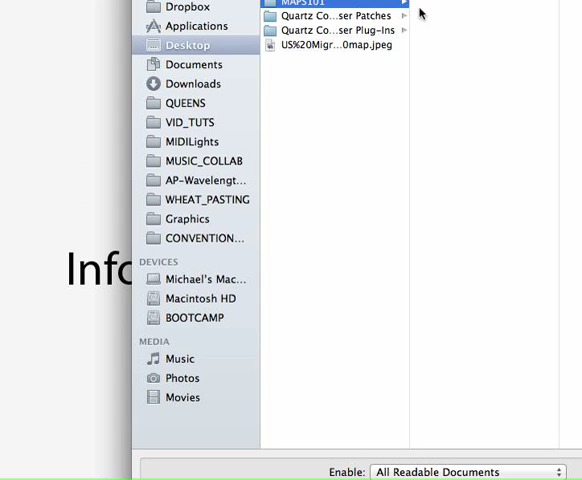 Dropbox
MAPS101
Applications
Quartz Co...ser Patches
Quartz Co...ser Plug-Ins
Desktop
US%20Migr...0map.jpeg
Documents
Downloads
QUEENS
VID_TUTS
MIDILights
MUSIC_COLLAB
AP-Wavelengt...
WHEAT_PASTING
Graphics
CONVENTION...
Info
DEVICES
Michael's Mac...
Macintosh HD
BOOTCAMP
MEDIA
Music
Photos
Movies
Enable: All Readable Documents